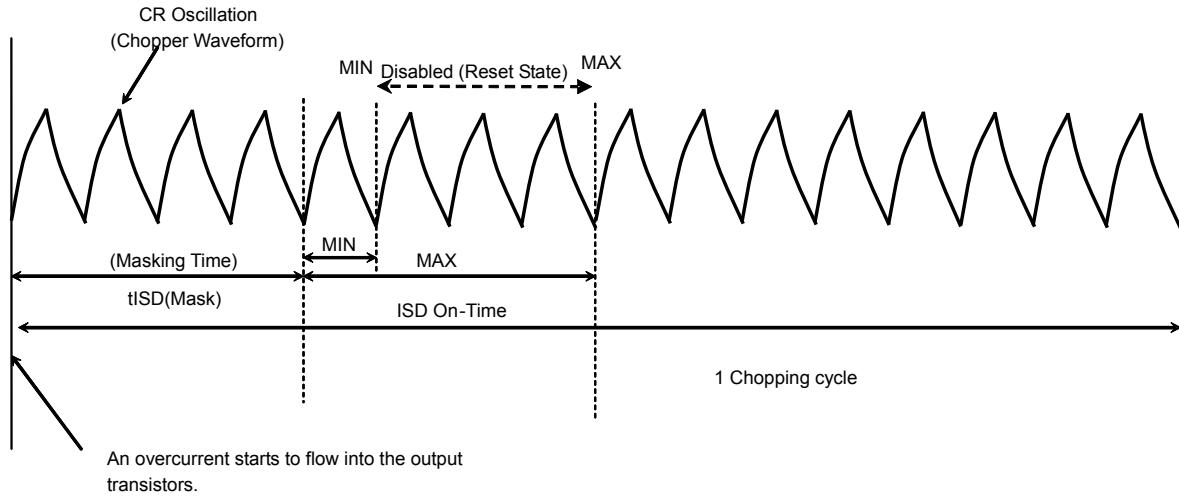 CR Oscillation
(Chopper Waveform)
MIN
Disabled (Reset State)
MAX
MIN
(Masking Time)
MAX
tISD(Mask)
ISD On-Time
1 Chopping cycle
An overcurrent starts to flow into the output
transistors.